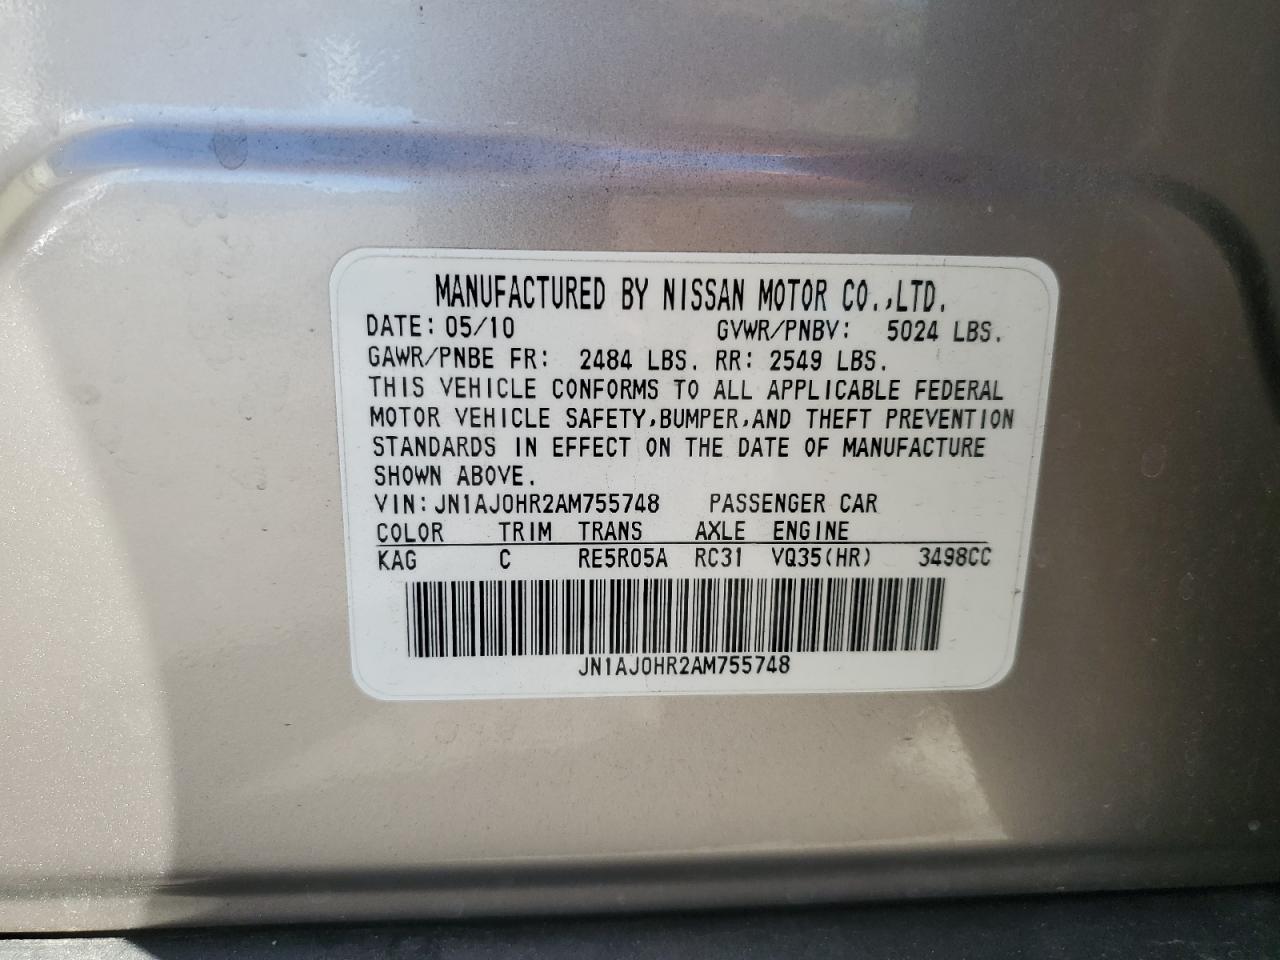 MANUFACTURED BY NISSAN MOTOR CO.,LTD.
DATE: 05/10 GVWR/PNBV: 5024 LBS.
GAWR/PNBE FR: 2484 LBS. RR: 2549 LBS.
THIS VEHICLE CONFORMS TO ALL APPLICABLE FEDERAL
MOTOR VEHICLE SAFETY,BUMPER,AND THEFT PREVENTION
STANDARDS IN EFFECT ON THE DATE OF MANUFACTURE
SHOWN ABOVE.
VIN: JN1AJ0HR2AM755748 PASSENGER CAR
COLOR TRIM TRANS AXLE ENGINE
KAG C RE5R05A RC31 VQ35(HR) 3498CC
JN1AJ0HR2AM755748